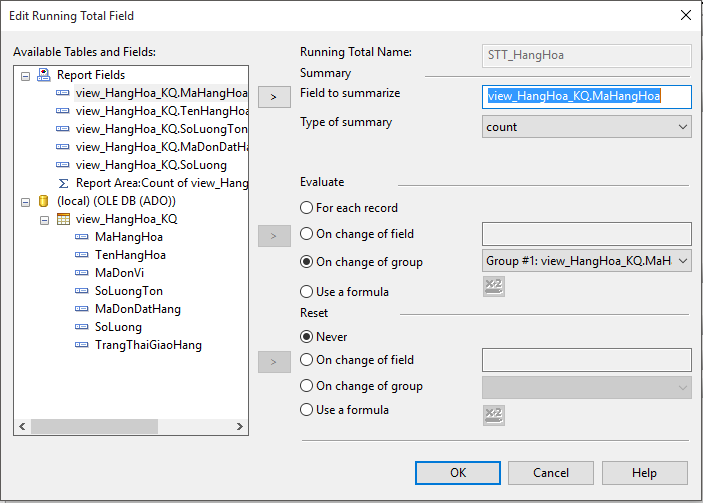 Edit Running Total Field
Available Tables and Fields:
Report Fields
view_HangHoa_KQ.MaHangHoa
view_HangHoa_KQ.TenHangHoa
view_HangHoa_KQ.SoLuongTon
view_HangHoa_KQ.MaDonDatHa
view_HangHoa_KQ.SoLuong
Σ Report Area:Count of view_Hang
(local) (OLE DB (ADO))
view_HangHoa_KQ
MaHangHoa
TenHangHoa
MaDonVi
SoLuongTon
MaDonDatHang
SoLuong
TrangThaiGiaoHang
Running Total Name: STT_HangHoa
Summary
> Field to summarize view_HangHoa_KQ.MaHangHoa
Type of summary count
Evaluate
For each record
> On change of field
On change of group Group #1: view_HangHoa_KQ.MaH
Use a formula x-2
Reset
Never
> On change of field
On change of group
Use a formula x-2
OK Cancel Help